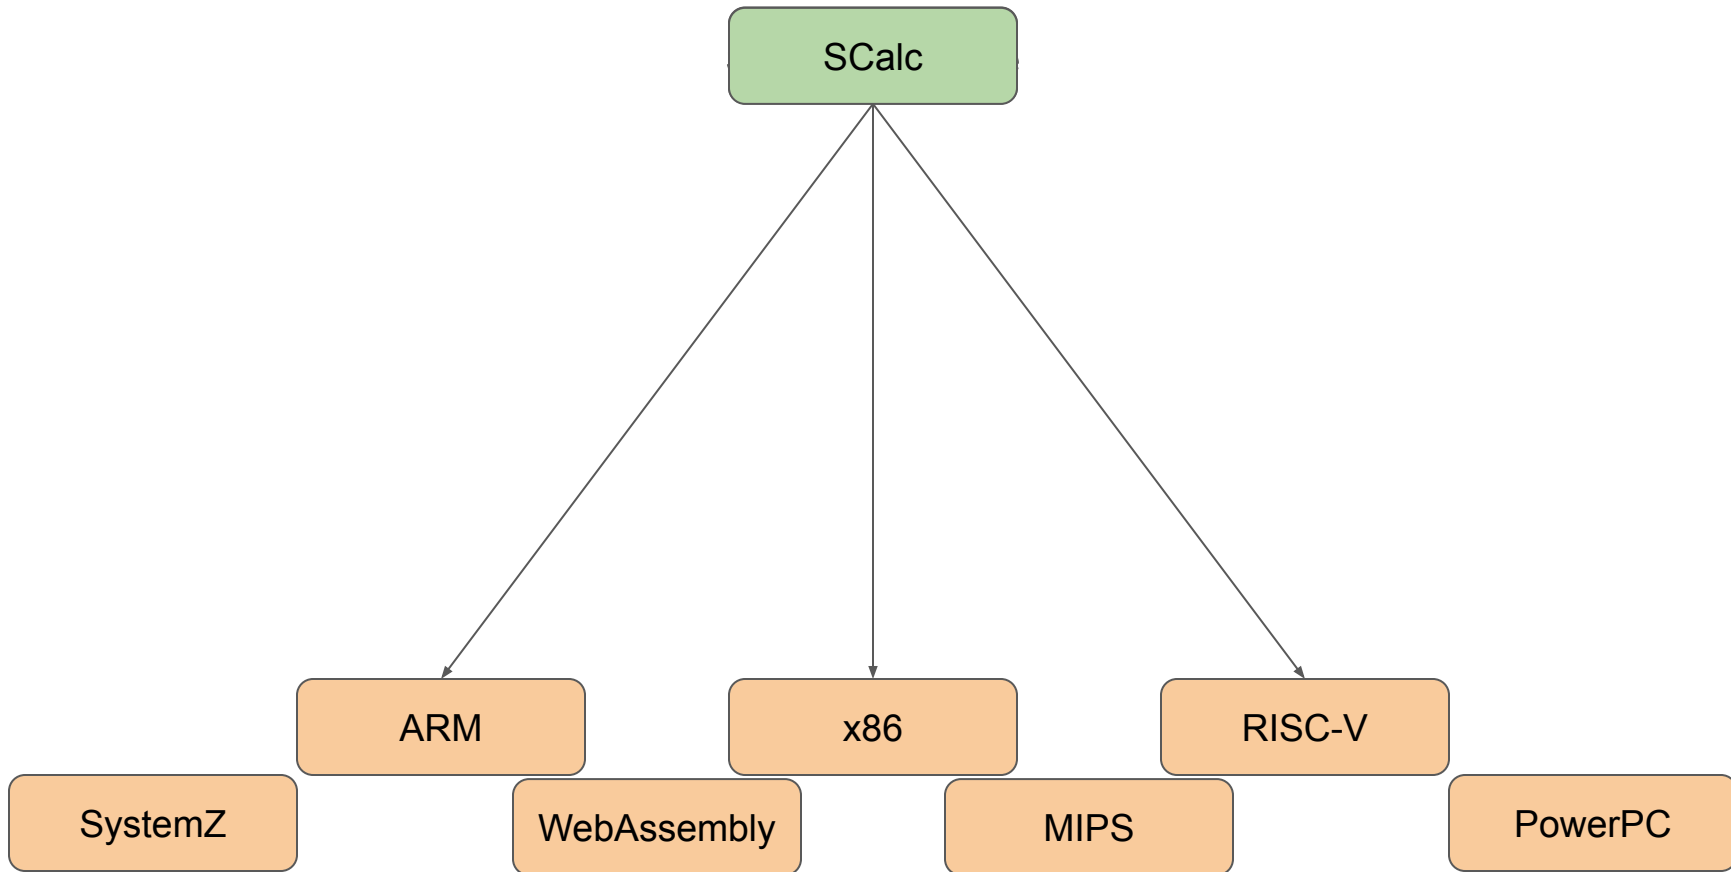 SCalc
ARM
x86
RISC-V
SystemZ
WebAssembly
MIPS
PowerPC